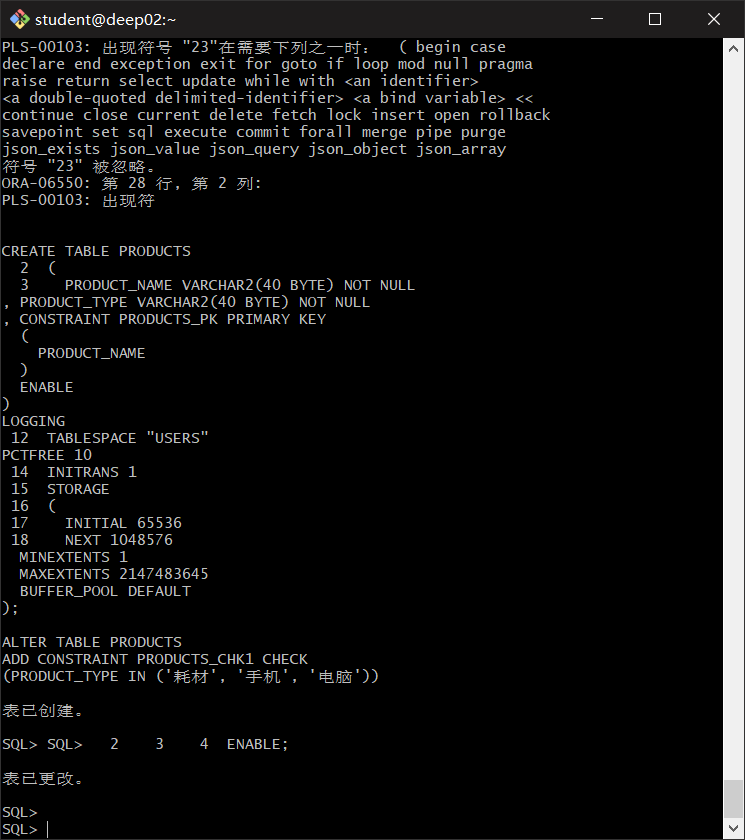 student@deep02:~
PLS-00103: 出现符号 "23"在需要下列之一时：  ( begin case
declare end exception exit for goto if loop mod null pragma
raise return select update while with <an identifier>
<a double-quoted delimited-identifier> <a bind variable> <<
continue close current delete fetch lock insert open rollback
savepoint set sql execute commit forall merge pipe purge
json_exists json_value json_query json_object json_array
符号 "23" 被忽略。
ORA-06550: 第 28 行, 第 2 列:
PLS-00103: 出现符
CREATE TABLE PRODUCTS
  2  (
  3    PRODUCT_NAME VARCHAR2(40 BYTE) NOT NULL
, PRODUCT_TYPE VARCHAR2(40 BYTE) NOT NULL
, CONSTRAINT PRODUCTS_PK PRIMARY KEY
  (
    PRODUCT_NAME
  )
  ENABLE
)
LOGGING
 12  TABLESPACE "USERS"
PCTFREE 10
 14  INITRANS 1
 15  STORAGE
 16  (
 17    INITIAL 65536
 18    NEXT 1048576
  MINEXTENTS 1
  MAXEXTENTS 2147483645
  BUFFER_POOL DEFAULT
);
ALTER TABLE PRODUCTS
ADD CONSTRAINT PRODUCTS_CHK1 CHECK
(PRODUCT_TYPE IN ('耗材', '手机', '电脑'))
表已创建。
SQL> SQL>   2    3    4  ENABLE;
表已更改。
SQL>
SQL>